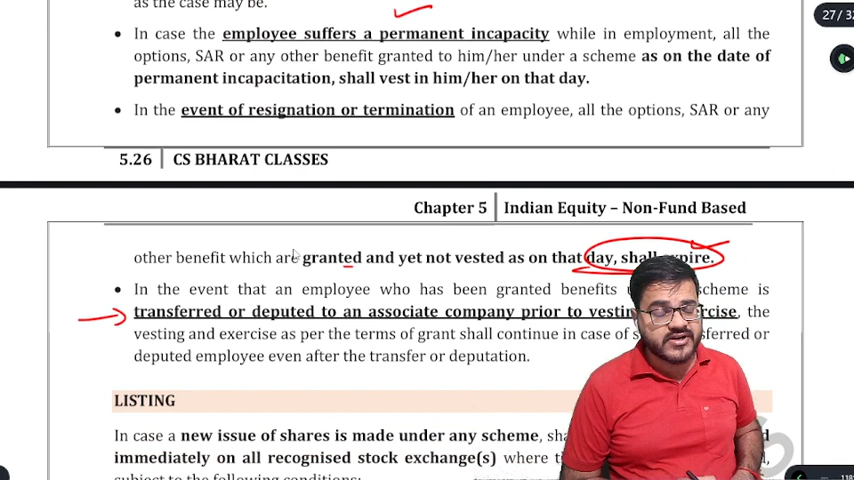 as the case may be.
27/3
• In case the employee suffers a permanent incapacity while in employment, all the
options, SAR or any other benefit granted to him/her under a scheme as on the date of
permanent incapacitation, shall vest in him/her on that day.
• In the event of resignation or termination of an employee, all the options, SAR or any
5.26 CS BHARAT CLASSES
Chapter 5 Indian Equity – Non-Fund Based
other benefit which are granted and yet not vested as on that day, shall expire.
• In the event that an employee who has been granted benefits scheme is
transferred or deputed to an associate company prior to the
vesting and exercise as per the terms of grant shall continue in case of or
deputed employee even after the transfer or deputation.
LISTING
In case a new issue of shares is made under any scheme,
immediately on all recognised stock exchange(s)
subject to the following conditions: